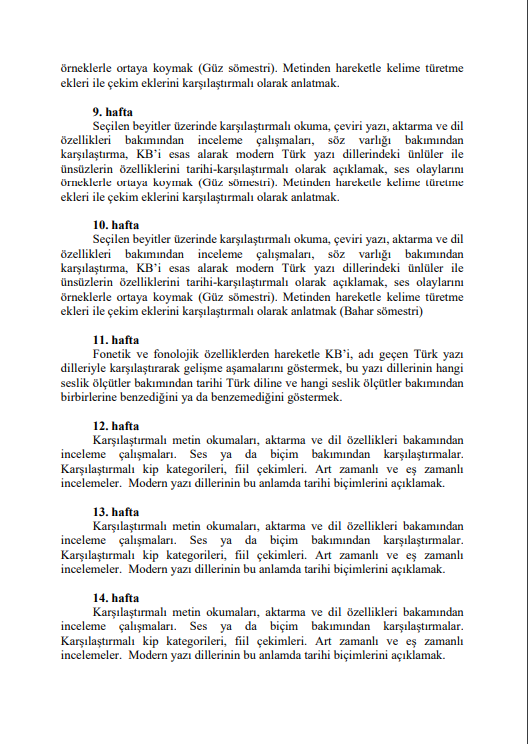 örneklerle ortaya koymak (Güz sömestri). Metinden hareketle kelime türetme
ekleri ile çekim eklerini karşılaştırmalı olarak anlatmak.
9. hafta
Seçilen beyitler üzerinde karşılaştırmalı okuma, çeviri yazı, aktarma ve dil
özellikleri bakımından inceleme çalışmaları, söz varlığı bakımından
karşılaştırma, KB’i esas alarak modern Türk yazı dillerindeki ünlüler ile
ünsüzlerin özelliklerini tarihi-karşılaştırmalı olarak açıklamak, ses olaylarını
örneklerle ortaya koymak (Güz sömestri). Metinden hareketle kelime türetme
ekleri ile çekim eklerini karşılaştırmalı olarak anlatmak.
10. hafta
Seçilen beyitler üzerinde karşılaştırmalı okuma, çeviri yazı, aktarma ve dil
özellikleri bakımından inceleme çalışmaları, söz varlığı bakımından
karşılaştırma, KB’i esas alarak modern Türk yazı dillerindeki ünlüler ile
ünsüzlerin özelliklerini tarihi-karşılaştırmalı olarak açıklamak, ses olaylarını
örneklerle ortaya koymak (Güz sömestri). Metinden hareketle kelime türetme
ekleri ile çekim eklerini karşılaştırmalı olarak anlatmak (Bahar sömestri)
11. hafta
Fonetik ve fonolojik özelliklerden hareketle KB’i, adı geçen Türk yazı
dilleriyle karşılaştırarak gelişme aşamalarını göstermek, bu yazı dillerinin hangi
seslik ölçütler bakımından tarihi Türk diline ve hangi seslik ölçütler bakımından
birbirlerine benzediğini ya da benzemediğini göstermek.
12. hafta
Karşılaştırmalı metin okumaları, aktarma ve dil özellikleri bakamından
inceleme çalışmaları. Ses ya da biçim bakımından karşılaştırmalar.
Karşılaştırmalı kip kategorileri, fiil çekimleri. Art zamanlı ve eş zamanlı
incelemeler. Modern yazı dillerinin bu anlamda tarihi biçimlerini açıklamak.
13. hafta
Karşılaştırmalı metin okumaları, aktarma ve dil özellikleri bakamından
inceleme çalışmaları. Ses ya da biçim bakımından karşılaştırmalar.
Karşılaştırmalı kip kategorileri, fiil çekimleri. Art zamanlı ve eş zamanlı
incelemeler. Modern yazı dillerinin bu anlamda tarihi biçimlerini açıklamak.
14. hafta
Karşılaştırmalı metin okumaları, aktarma ve dil özellikleri bakamından
inceleme çalışmaları. Ses ya da biçim bakımından karşılaştırmalar.
Karşılaştırmalı kip kategorileri, fiil çekimleri. Art zamanlı ve eş zamanlı
incelemeler. Modern yazı dillerinin bu anlamda tarihi biçimlerini açıklamak.